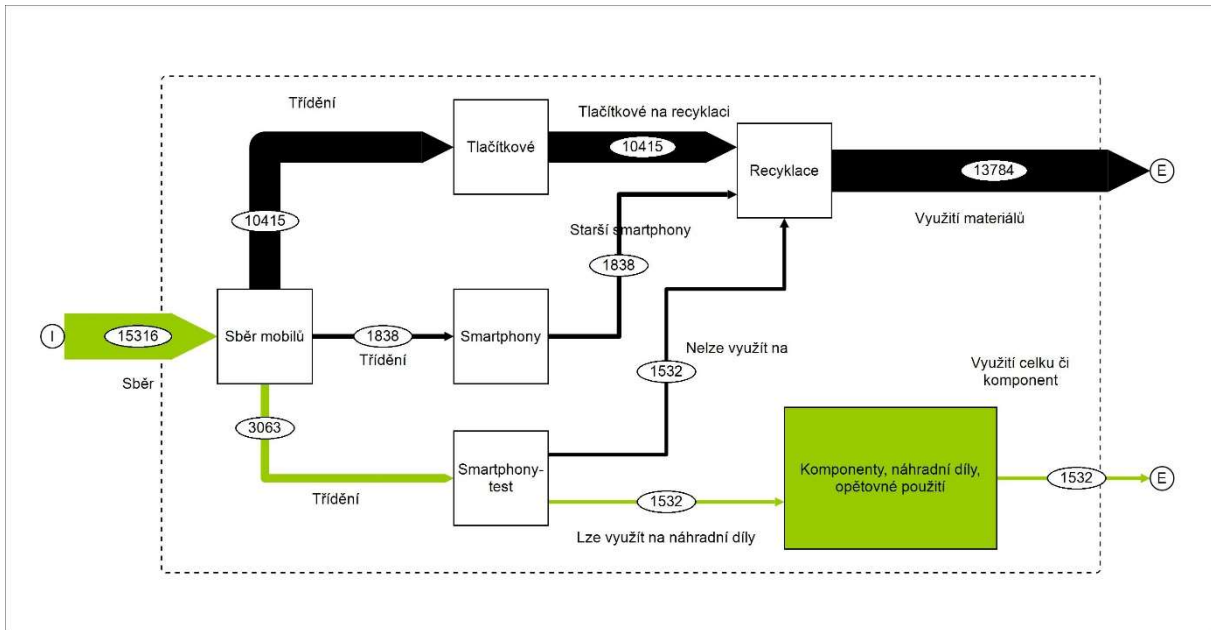 Třídění
Tlačítkové na recyklaci
Tlačítkové
10415
Recyklace
13784
E
Využití materiálů
10415
Starší smartphony
1838
I
15316
Sběr mobilů
1838
Smartphony
Třídění
Sběr
Nelze využít na
1532
Využití celku či
komponent
3063
Smartphony-
test
Třídění
1532
Lze využít na náhradní díly
Komponenty, náhradní díly,
opětovné použití
1532
E